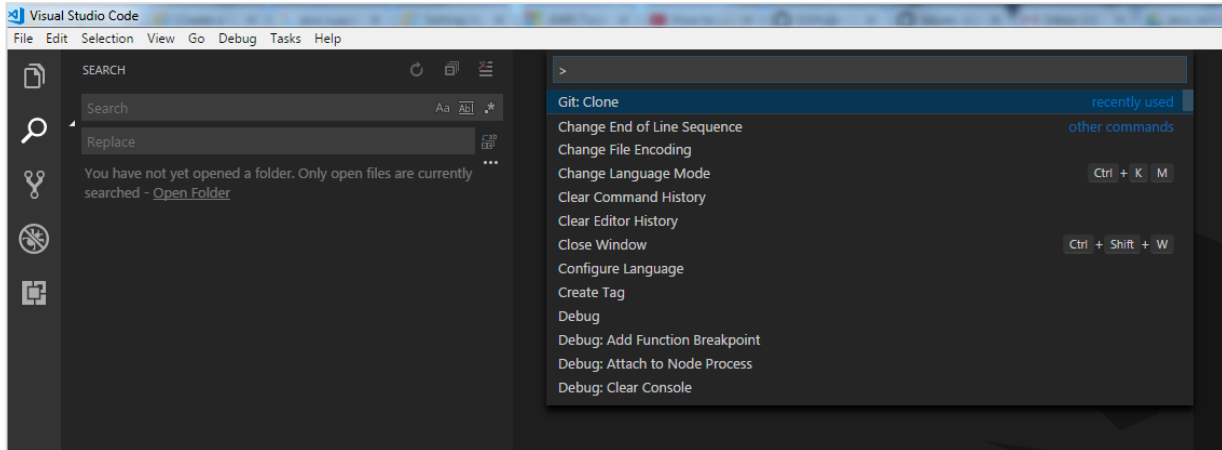 Visual Studio Code
File Edit Selection View Go Debug Tasks Help
SEARCH
Search Aa Abl .*
Replace
You have not yet opened a folder. Only open files are currently
searched - Open Folder
>
Git: Clone recently used
Change End of Line Sequence other commands
Change File Encoding
Change Language Mode Ctrl + K M
Clear Command History
Clear Editor History
Close Window Ctrl + Shift + W
Configure Language
Create Tag
Debug
Debug: Add Function Breakpoint
Debug: Attach to Node Process
Debug: Clear Console